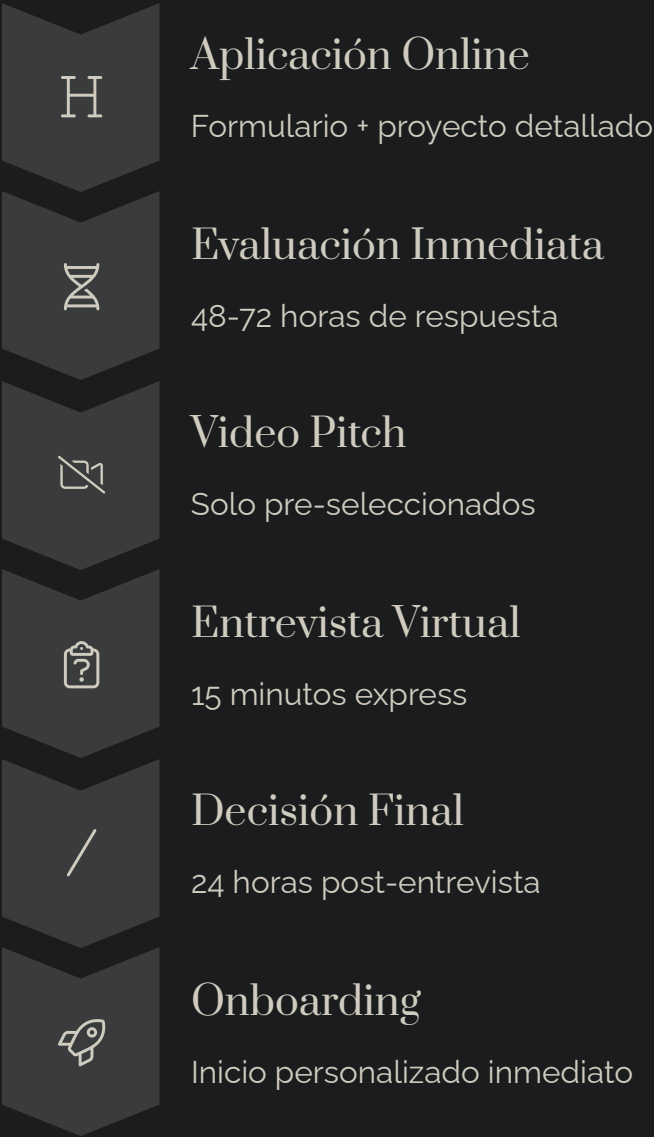 H
Aplicación Online
Formulario + proyecto detallado
Evaluación Inmediata
48-72 horas de respuesta
Video Pitch
Solo pre-seleccionados
Entrevista Virtual
15 minutos express
?
Decisión Final
24 horas post-entrevista
/
Onboarding
Inicio personalizado inmediato